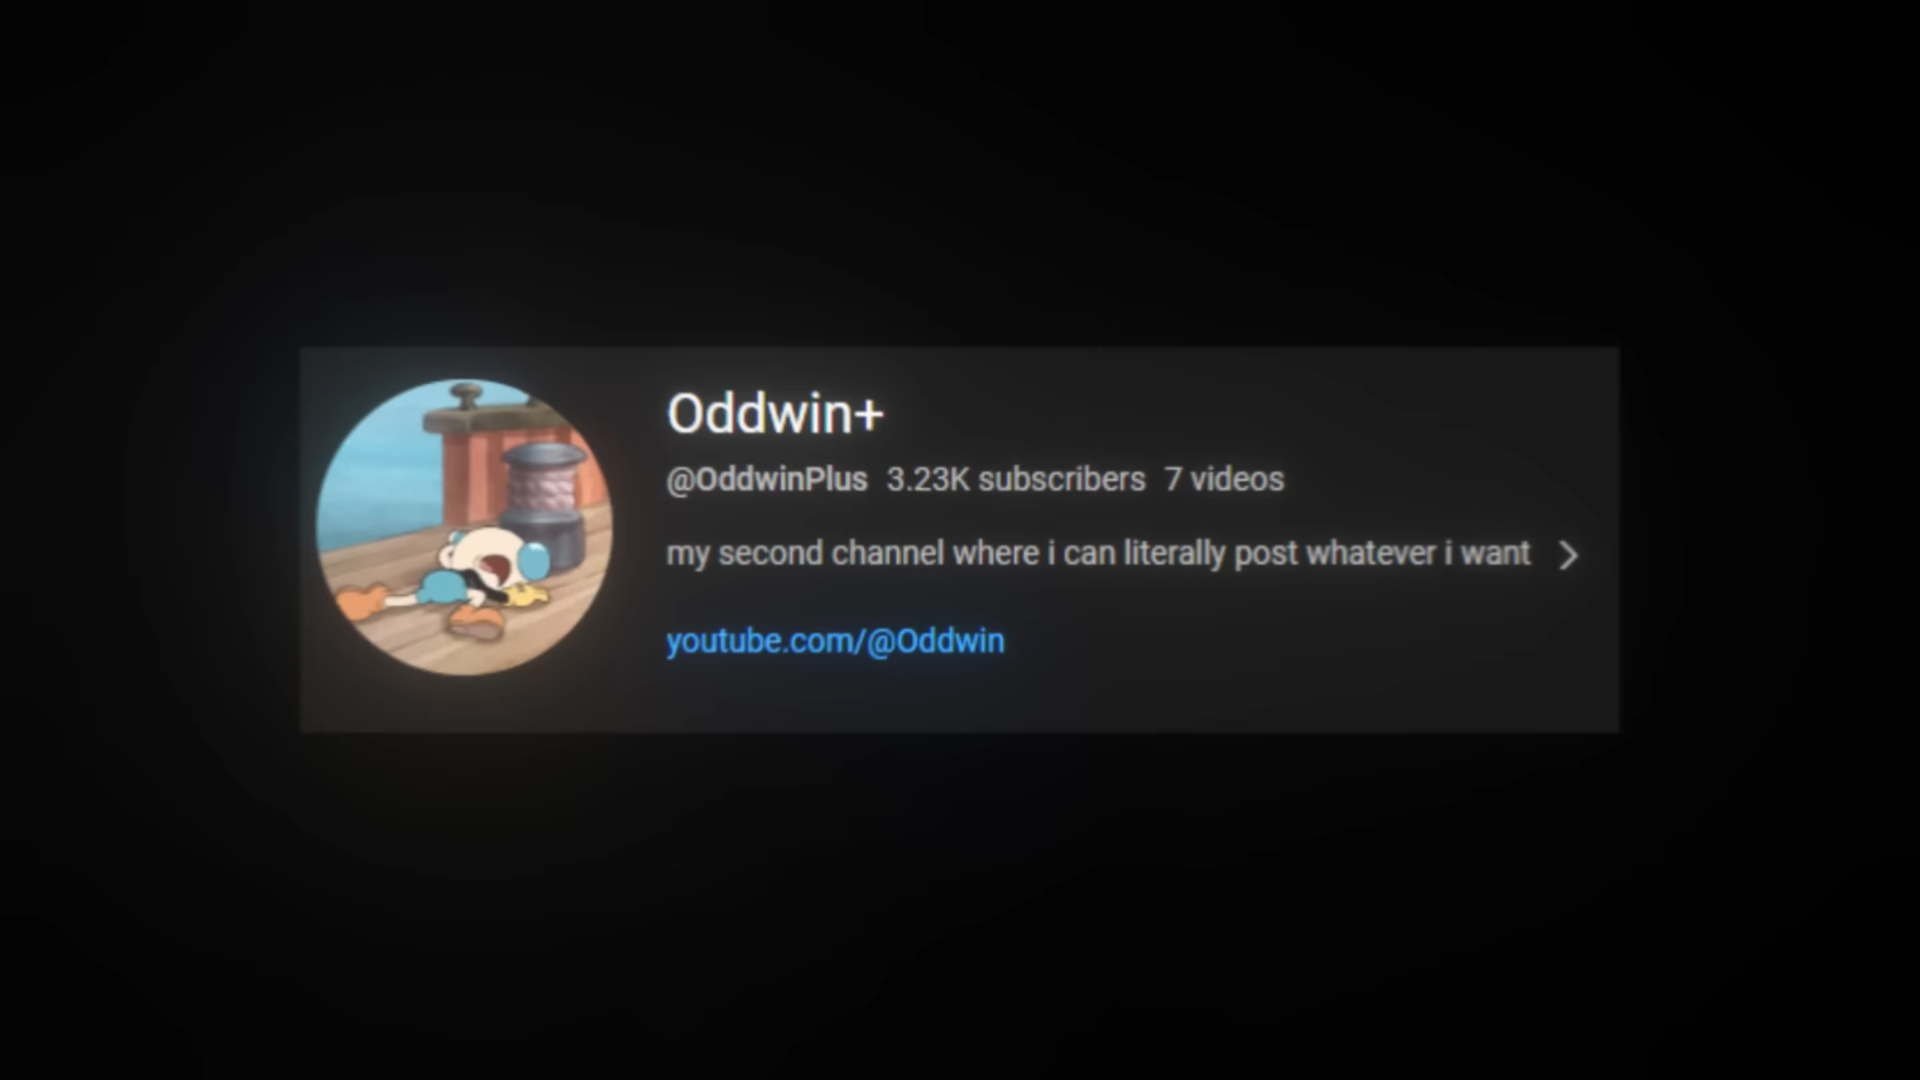 Oddwin+
@OddwinPlus 3.23K subscribers 7 videos
my second channel where i can literally post whatever i want
youtube.com/@Oddwin